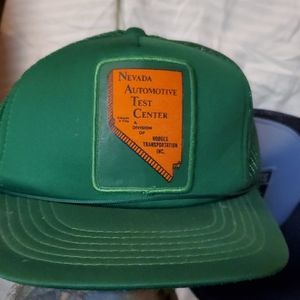 NEVADA
AUTOMOTIVE
TEST
CENTER
A
DIVISION
OF
HODGES
TRANSPORTATION
INC.